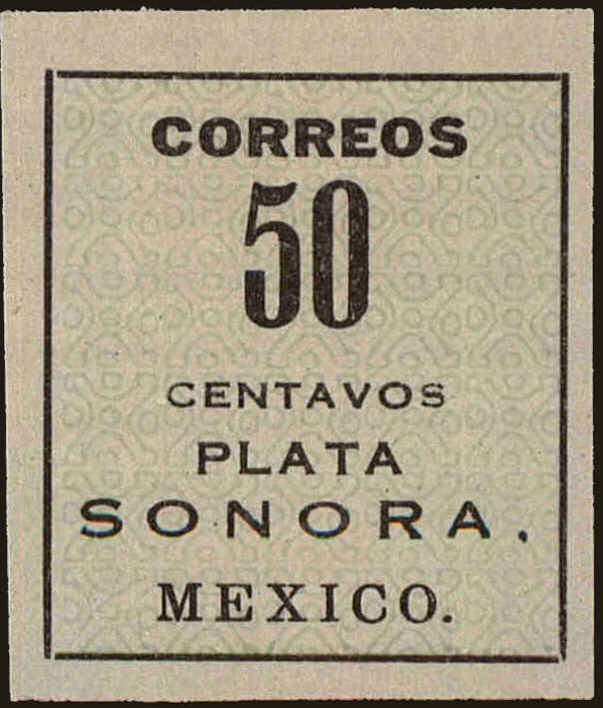 CORREOS
50
CENTAVOS
PLATA
SONORA.
MEXICO.